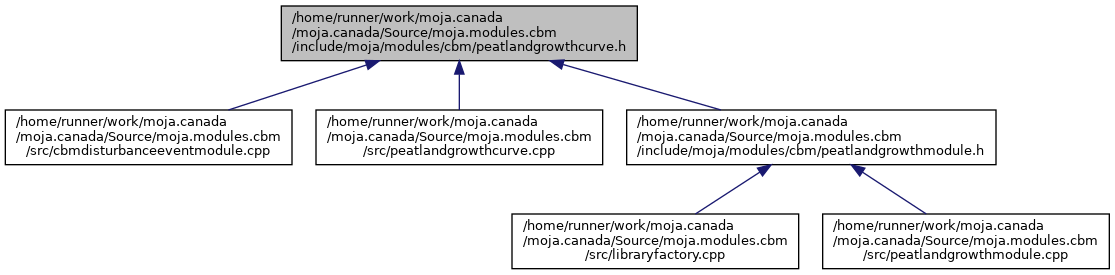 /home/runner/work/moja.canada
/moja.canada/Source/moja.modules.cbm
/include/moja/modules/cbm/peatlandgrowthcurve.h
/home/runner/work/moja.canada
/moja.canada/Source/moja.modules.cbm
/src/cbmdisturbanceeventmodule.cpp
/home/runner/work/moja.canada
/moja.canada/Source/moja.modules.cbm
/src/peatlandgrowthcurve.cpp
/home/runner/work/moja.canada
/moja.canada/Source/moja.modules.cbm
/include/moja/modules/cbm/peatlandgrowthmodule.h
/home/runner/work/moja.canada
/moja.canada/Source/moja.modules.cbm
/src/libraryfactory.cpp
/home/runner/work/moja.canada
/moja.canada/Source/moja.modules.cbm
/src/peatlandgrowthmodule.cpp